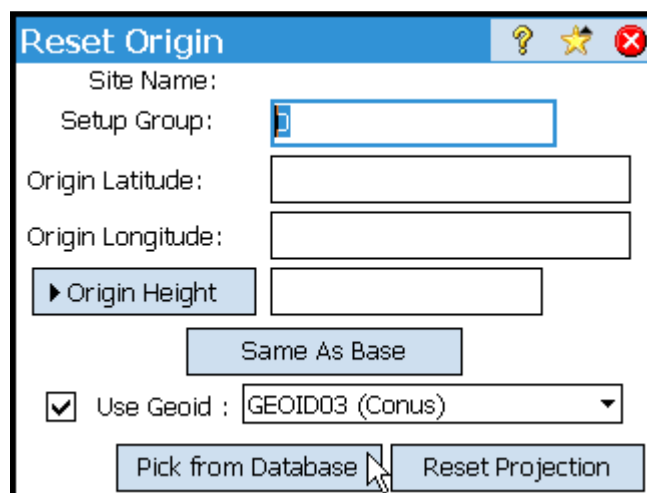 Reset Origin
Site Name:
Setup Group:
Origin Latitude:
Origin Longitude:
Origin Height
Same As Base
Use Geoid : GEOID03 (Conus)
Pick from Database Reset Projection